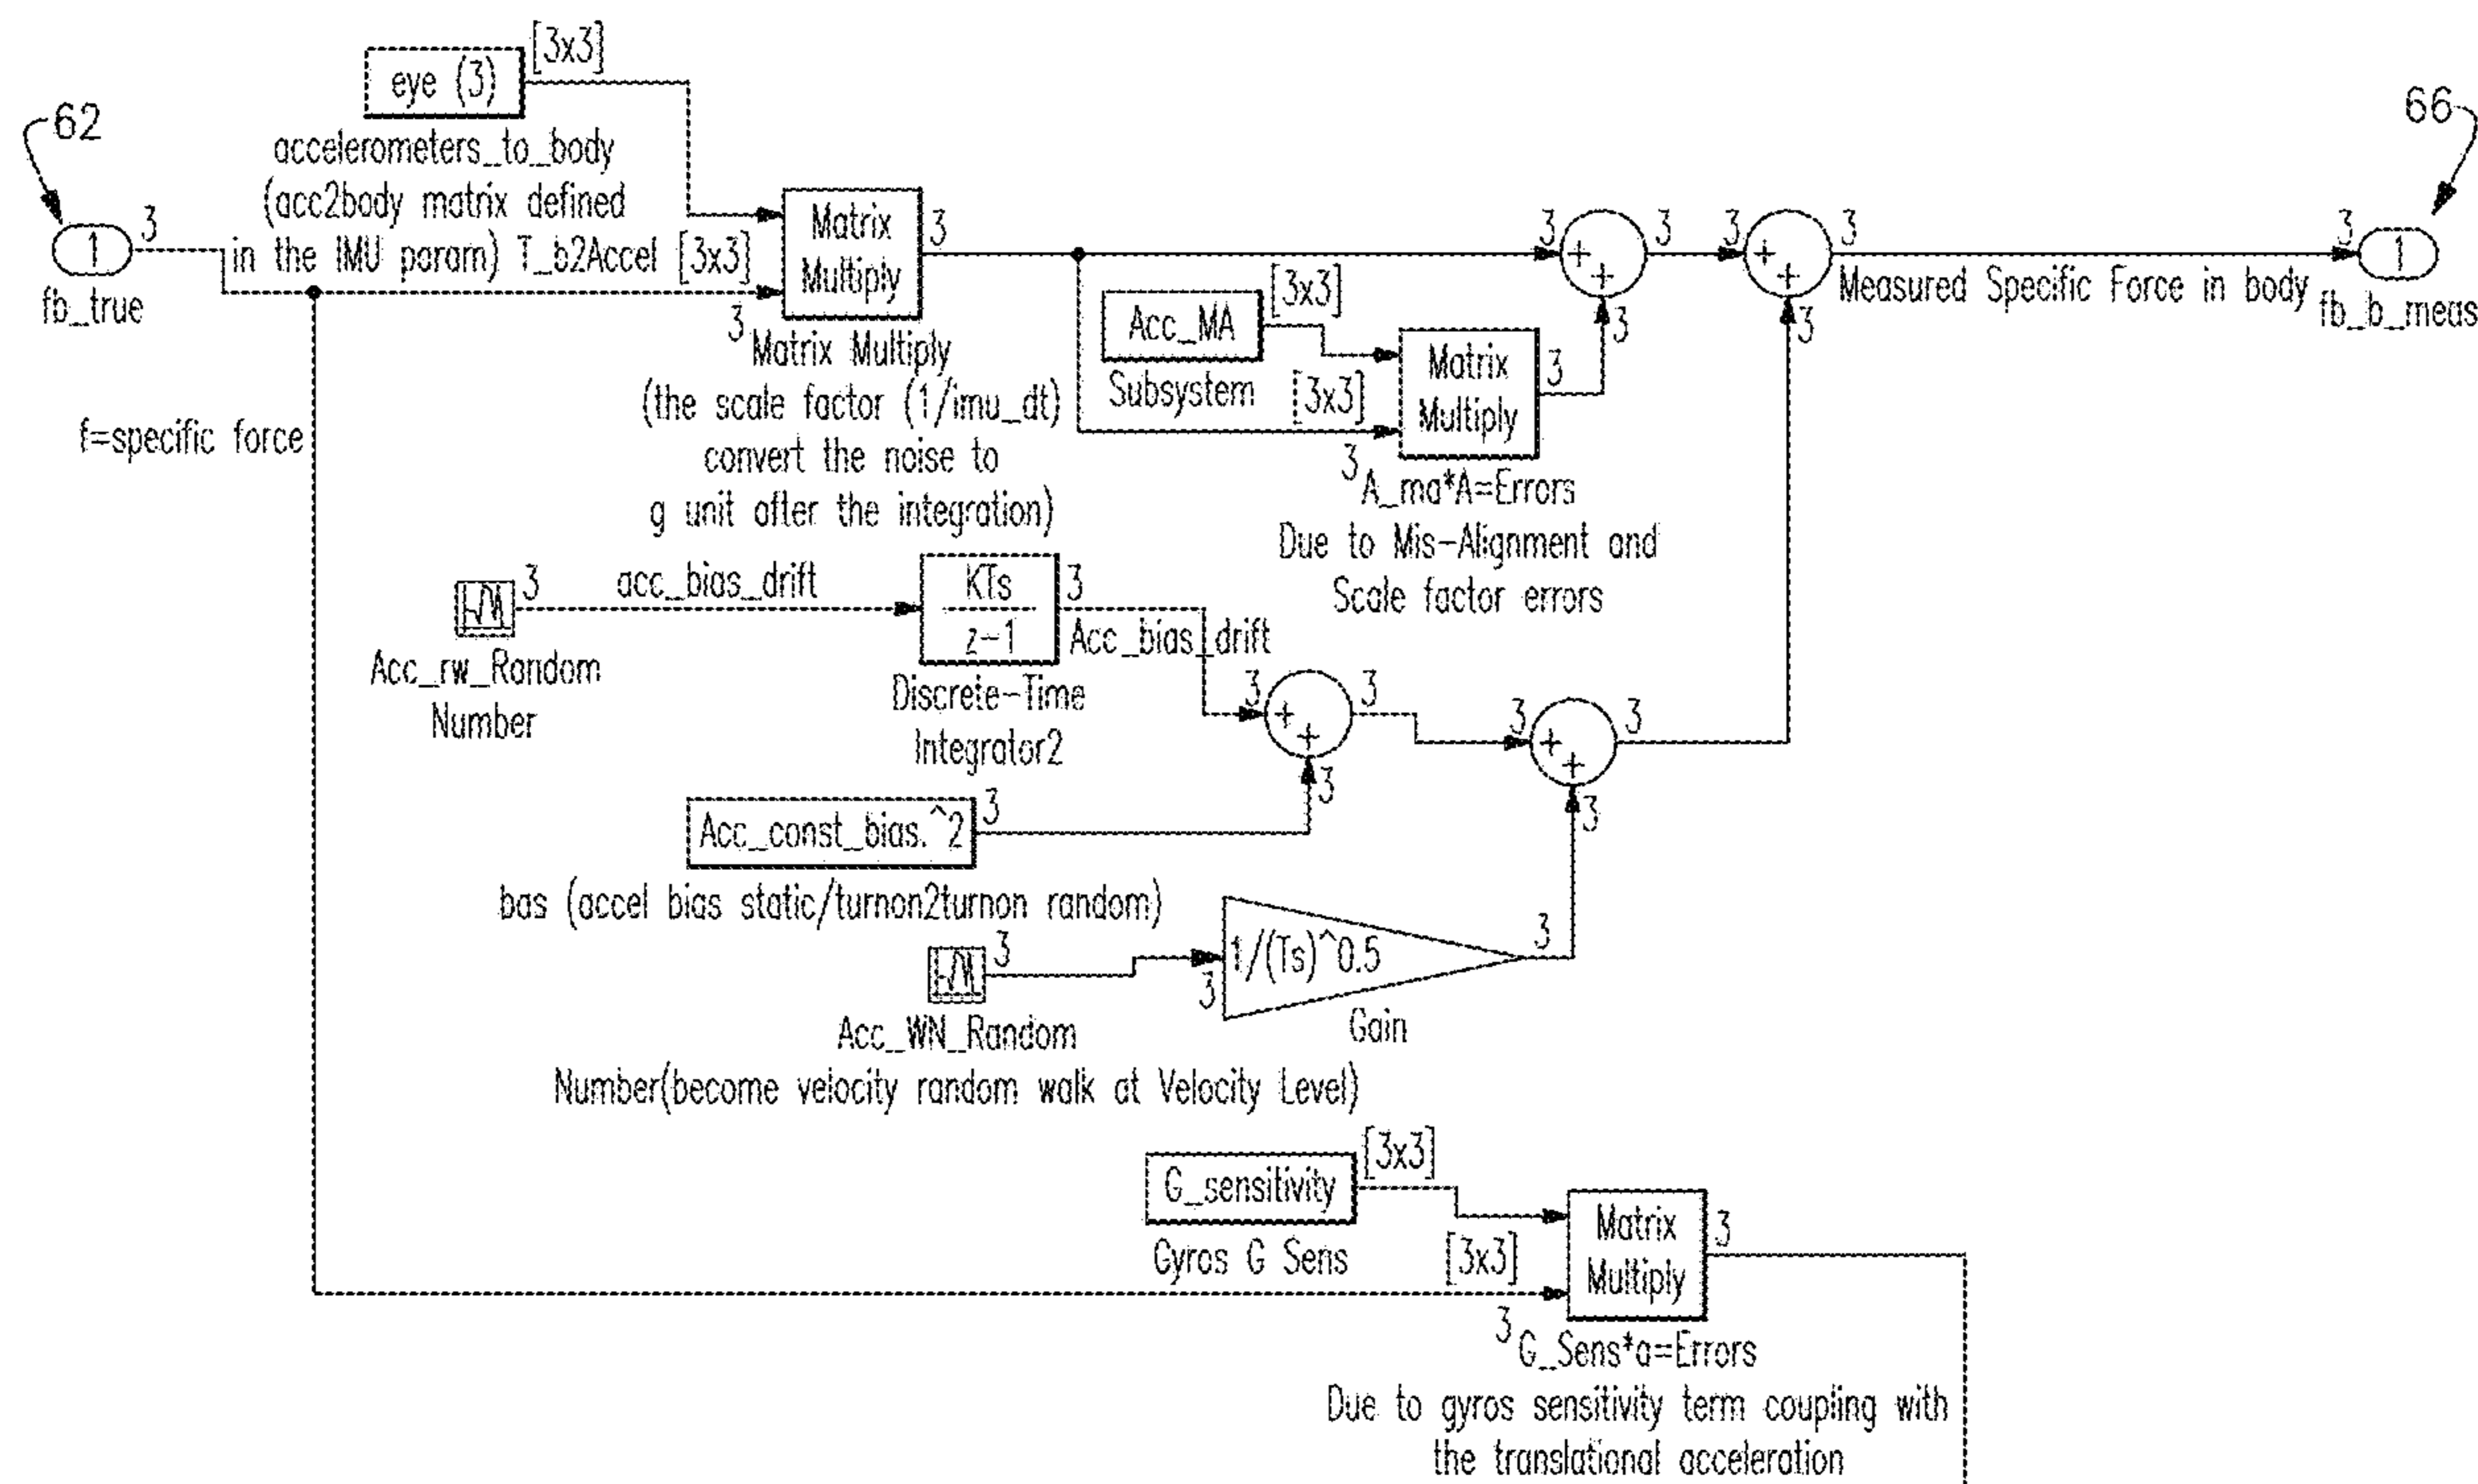 62
1
3
fb_true
eye (3)
[3x3]
accelerometers_to_body
(acc2body matrix defined
in the IMU param) T_b2Accel [3x3]
3
Matrix
Multiply
3
Matrix Multiply
(the scale factor (1/imu_dt)
convert the noise to
g unit after the integration)
f=specific force
Acc_MA
[3x3]
Subsystem
[3x3]
3
Matrix
Multiply
3
A_ma*A=Errors
Due to Mis-Alignment and
Scale factor errors
3
+
+
3
3
3
+
+
3
3
Measured Specific Force in body
66
3
1
fb_b_meas
3
acc_bias_drift
Acc_rw_Random
Number
KTs
z-1
3
Acc_bias_drift
Discrete-Time
Integrator2
3
+
+
3
3
Acc_const_bias.^2
3
bas (accel bias static/turnon2turnon random)
3
+
+
3
3
3
Acc_WN_Random
Number(become velocity random walk at Velocity Level)
3
1/(Ts)^0.5
3
Gain
G_sensitivity
[3x3]
Gyros G Sens
[3x3]
3
Matrix
Multiply
3
G_Sens*a=Errors
Due to gyros sensitivity term coupling with
the translational acceleration